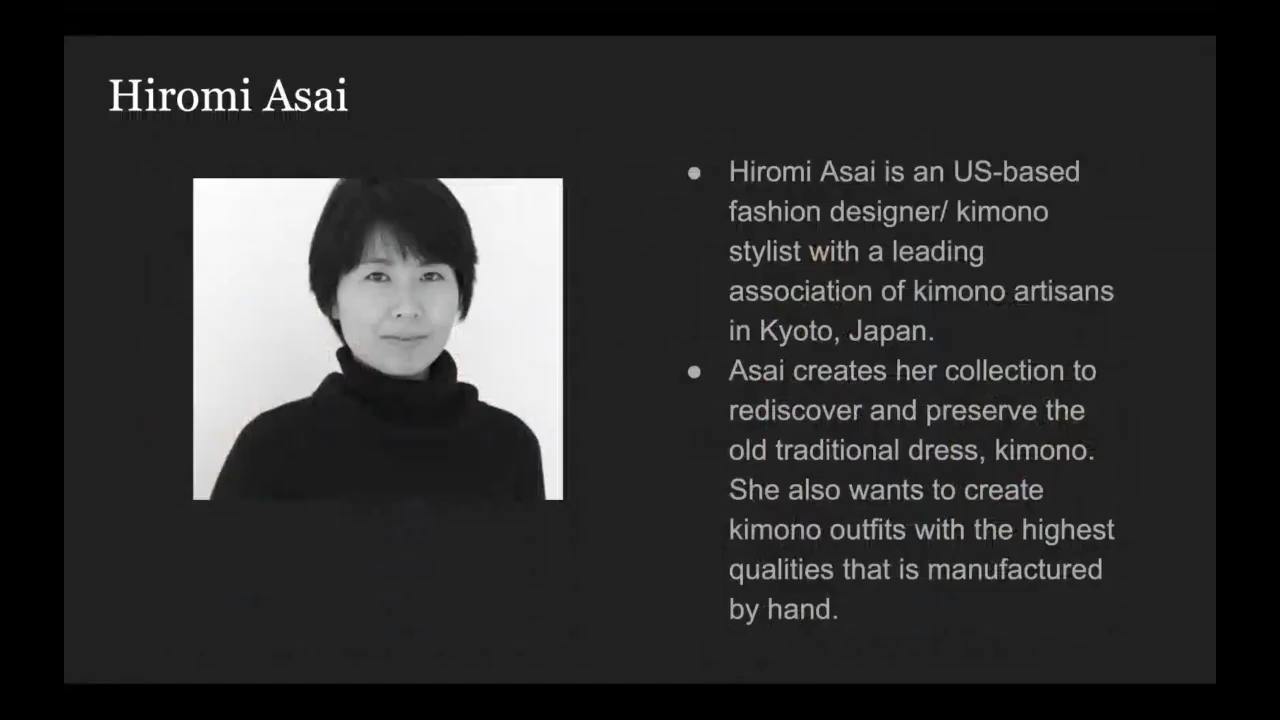 Hiromi Asai
● Hiromi Asai is an US-based
fashion designer/ kimono
stylist with a leading
association of kimono artisans
in Kyoto, Japan.
● Asai creates her collection to
rediscover and preserve the
old traditional dress, kimono.
She also wants to create
kimono outfits with the highest
qualities that is manufactured
by hand.